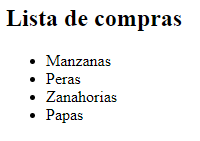 Lista de compras
Manzanas
Peras
Zanahorias
Papas